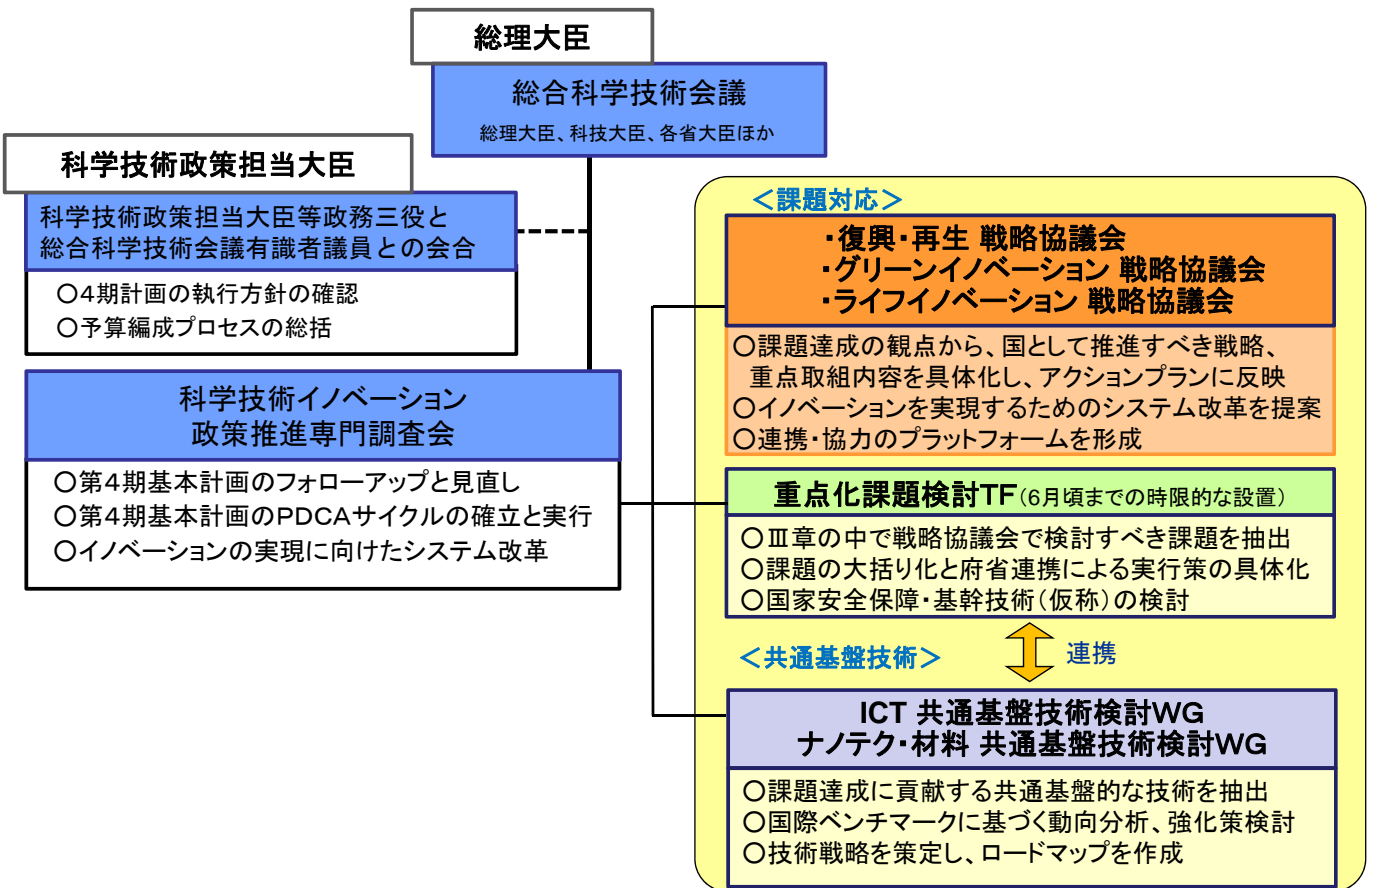 総理大臣
総合科学技術会議
総理大臣、科技大臣、各省大臣ほか
科学技術政策担当大臣
科学技術政策担当大臣等政務三役と
総合科学技術会議有識者議員との会合
○４期計画の執行方針の確認
○予算編成プロセスの総括
科学技術イノベーション
政策推進専門調査会
○第４期基本計画のフォローアップと見直し
○第４期基本計画のＰＤＣＡサイクルの確立と実行
○イノベーションの実現に向けたシステム改革
＜課題対応＞
・復興・再生 戦略協議会
・グリーンイノベーション 戦略協議会
・ライフイノベーション 戦略協議会
○課題達成の観点から、国として推進すべき戦略、
重点取組内容を具体化し、アクションプランに反映
○イノベーションを実現するためのシステム改革を提案
○連携・協力のプラットフォームを形成
重点化課題検討ＴＦ（６月頃までの時限的な設置）
○Ⅲ章の中で戦略協議会で検討すべき課題を抽出
○課題の大括り化と府省連携による実行策の具体化
○国家安全保障・基幹技術（仮称）の検討
連携
＜共通基盤技術＞
ICT 共通基盤技術検討ＷＧ
ナノテク・材料 共通基盤技術検討ＷＧ
○課題達成に貢献する共通基盤的な技術を抽出
○国際ベンチマークに基づく動向分析、強化策検討
○技術戦略を策定し、ロードマップを作成